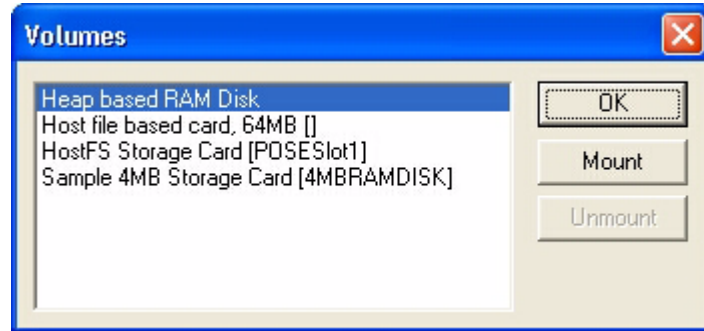 Volumes
Heap based RAM Disk
Host file based card, 64MB []
HostFS Storage Card [POSESlot1]
Sample 4MB Storage Card [4MBRAMDISK]
OK
Mount
Unmount